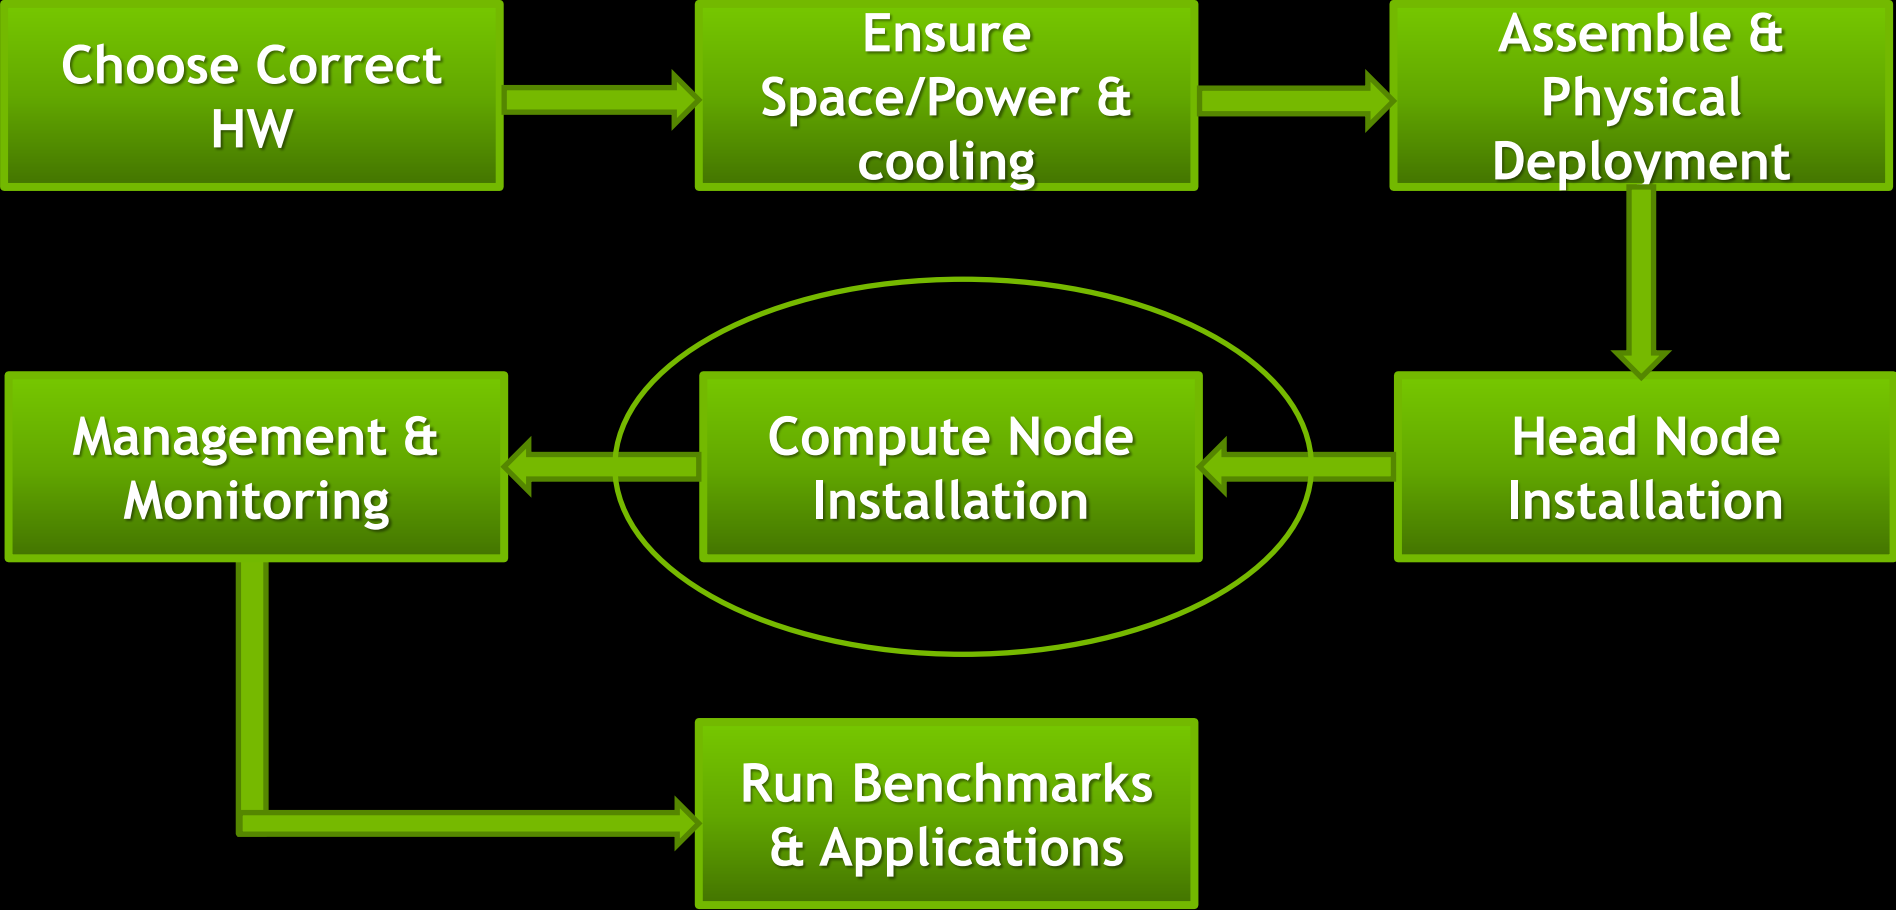 Choose Correct
HW
Ensure
Space/Power &
cooling
Assemble &
Physical
Deployment
Head Node
Installation
Compute Node
Installation
Management &
Monitoring
Run Benchmarks
& Applications